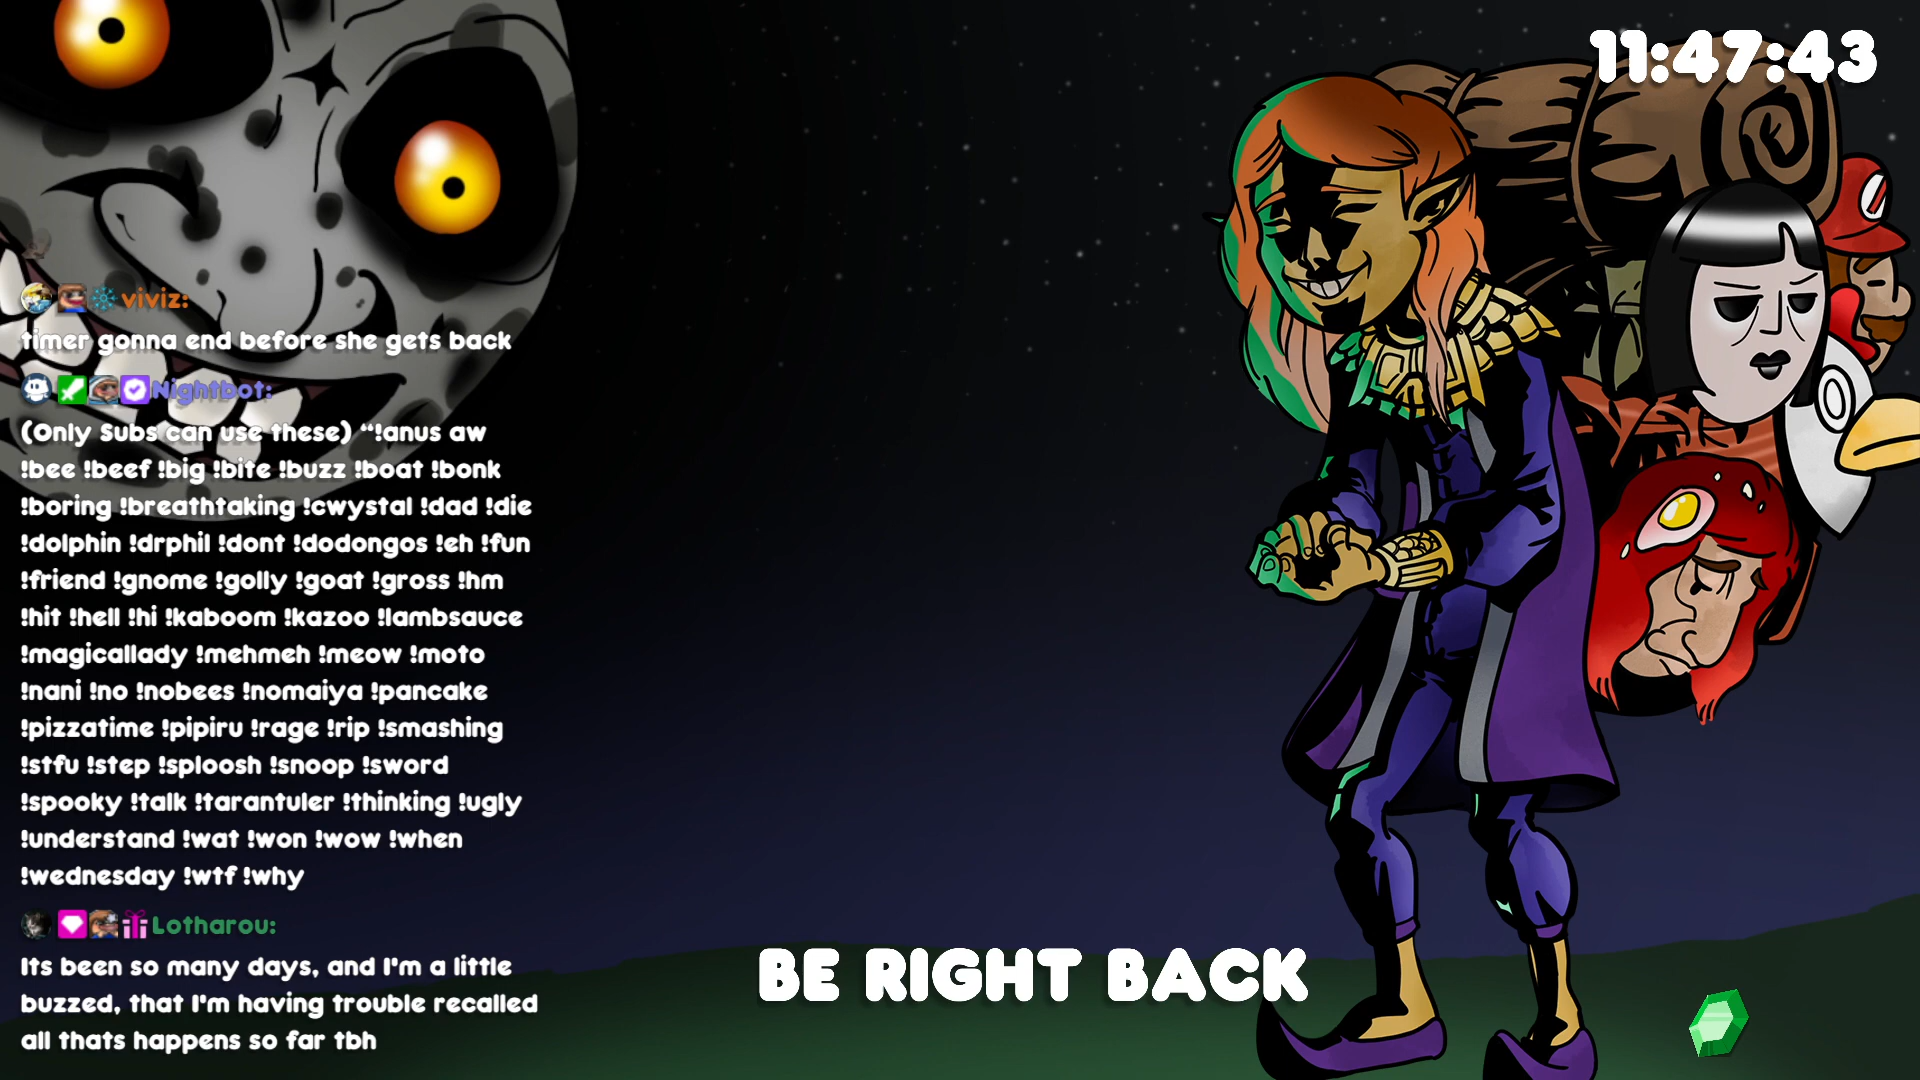 11:47:43
viviz:
timer gonna end before she gets back
Nightbot:
(Only Subs can use these) "!anus aw
!bee !beef !big !bite !buzz !boat !bonk
!boring !breathtaking !cwystal !dad !die
!dolphin !drphil !dont !dodongos !eh !fun
!friend !gnome !golly !goat !gross !hm
!hit !hell !hi !kaboom !kazoo !lambsauce
!magicallady !mehmeh !meow !moto
!nani !no !nobees !nomaiya !pancake
!pizzatime !pipiru !rage !rip !smashing
!stfu !step !sploosh !snoop !sword
!spooky !talk !tarantuler !thinking !ugly
!understand !wat !won !wow !when
!wednesday !wtf !why
Lotharou:
Its been so many days, and I'm a little
buzzed, that I'm having trouble recalled
all thats happens so far tbh
BE RIGHT BACK